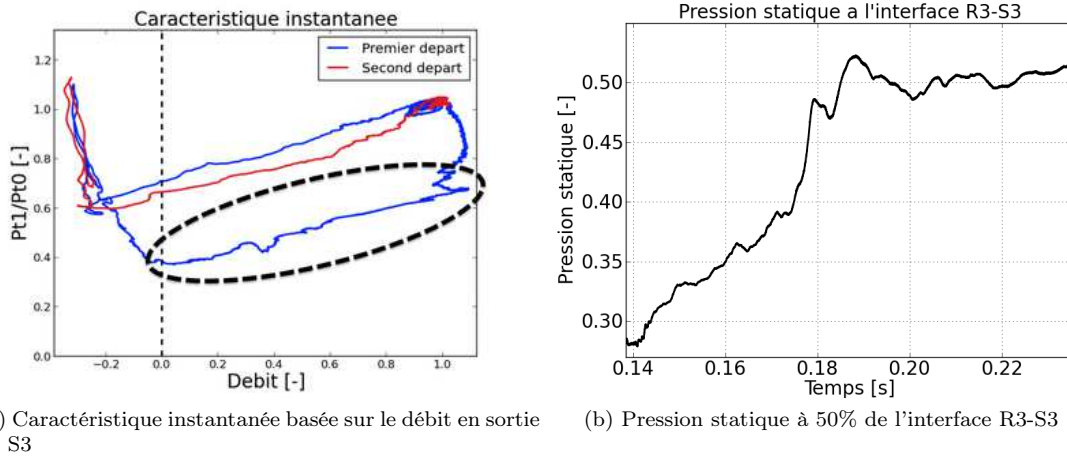 Caracteristique instantanee
Premier depart
Second depart
Pt1/Pt0 [-]
1.2
1.0
0.8
0.6
0.4
0.2
0.0
−0.2
0.0
0.2
0.4
0.6
0.8
1.0
Debit [-]
) Caractéristique instantanée basée sur le débit en sortie
S3
Pression statique a l'interface R3-S3
Pression statique [-]
0.50
0.45
0.40
0.35
0.30
0.14
0.16
0.18
0.20
0.22
Temps [s]
(b) Pression statique à 50% de l'interface R3-S3